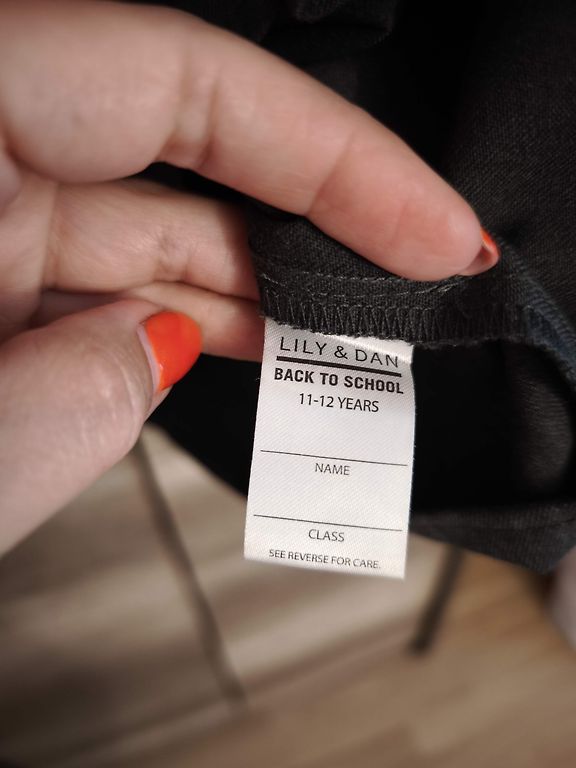 LILY & DAN
BACK TO SCHOOL
11-12 YEARS
NAME
CLASS
SEE REVERSE FOR CARE.